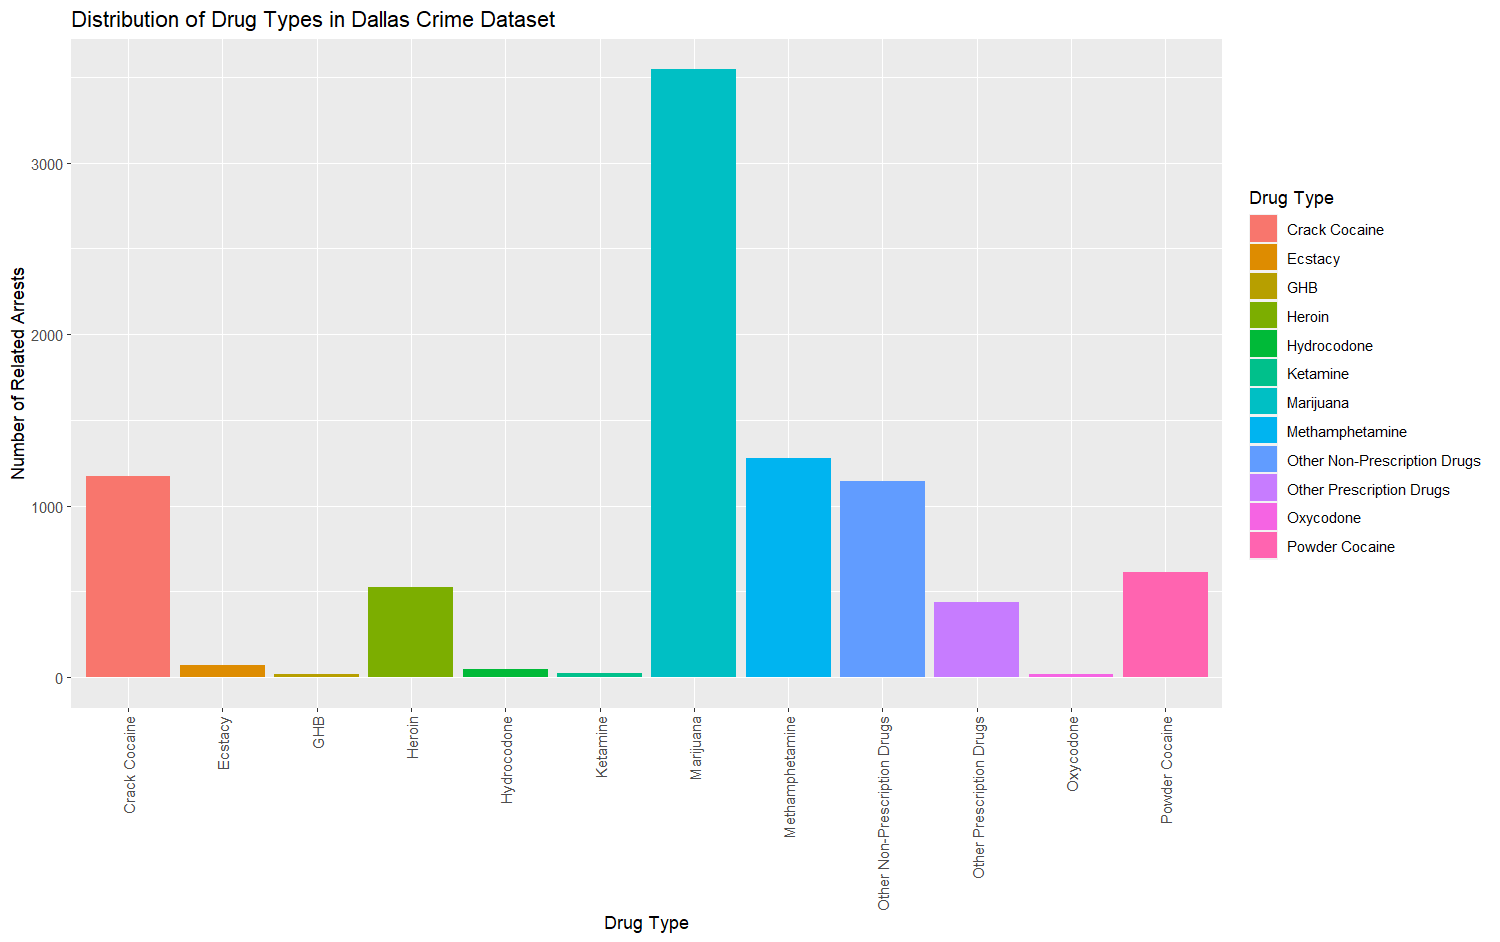 Distribution of Drug Types in Dallas Crime Dataset
Number of Related Arrests
3000
2000
1000
0
Crack Cocaine
Ecstacy
GHB
Heroin
Hydrocodone
Ketamine
Marijuana
Methamphetamine
Other Non-Prescription Drugs
Other Prescription Drugs
Oxycodone
Powder Cocaine
Drug Type
Drug Type
Crack Cocaine
Ecstacy
GHB
Heroin
Hydrocodone
Ketamine
Marijuana
Methamphetamine
Other Non-Prescription Drugs
Other Prescription Drugs
Oxycodone
Powder Cocaine